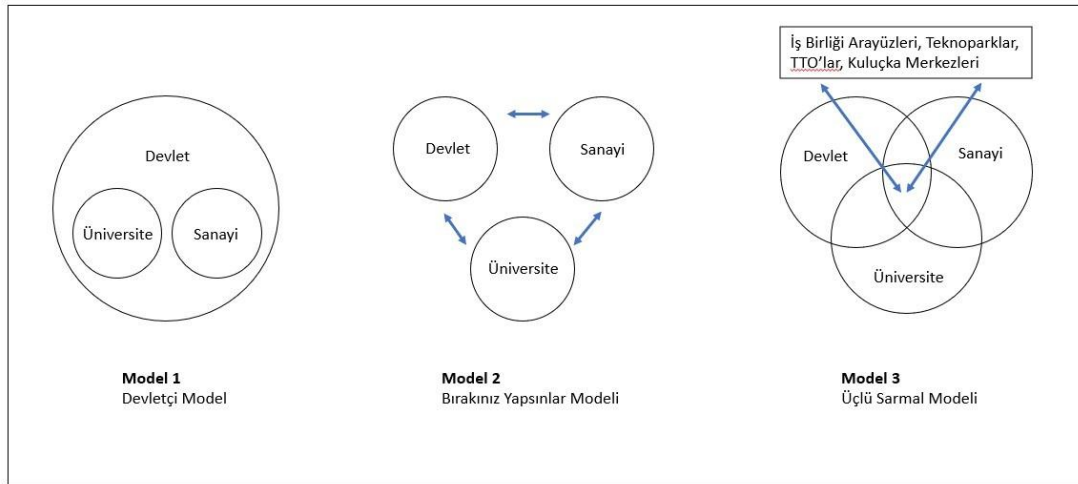 Devlet
Üniversite
Sanayi
Model 1
Devletçi Model
Devlet
Sanayi
Üniversite
Model 2
Bırakınız Yapsınlar Modeli
İş Birliği Arayüzleri, Teknoparklar,
TTO'lar, Kuluçka Merkezleri
Devlet
Sanayi
Üniversite
Model 3
Üçlü Sarmal Modeli